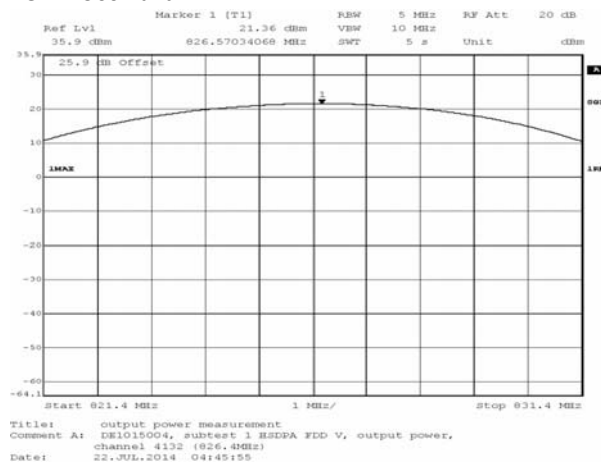 Marker 1 [T1] RBW 5 MHz RF Att 20 dB
Ref Lvl 21.36 dBm VBW 10 MHz
35.9 dBm 826.57034068 MHz SWT 5 s Unit dBm
35.9
25.9 dB Offset
30
A
1
20
10
1MAX
0
-10
-20
-30
-40
-50
-60
-64.1
Start 821.4 MHz 1 MHz/ Stop 831.4 MHz
Title: output power measurement
Comment A: DE1015004, subtest 1 HSDPA FDD V, output power,
channel 4132 (826.4MHz)
Date: 22.JUL.2014 04:45:55